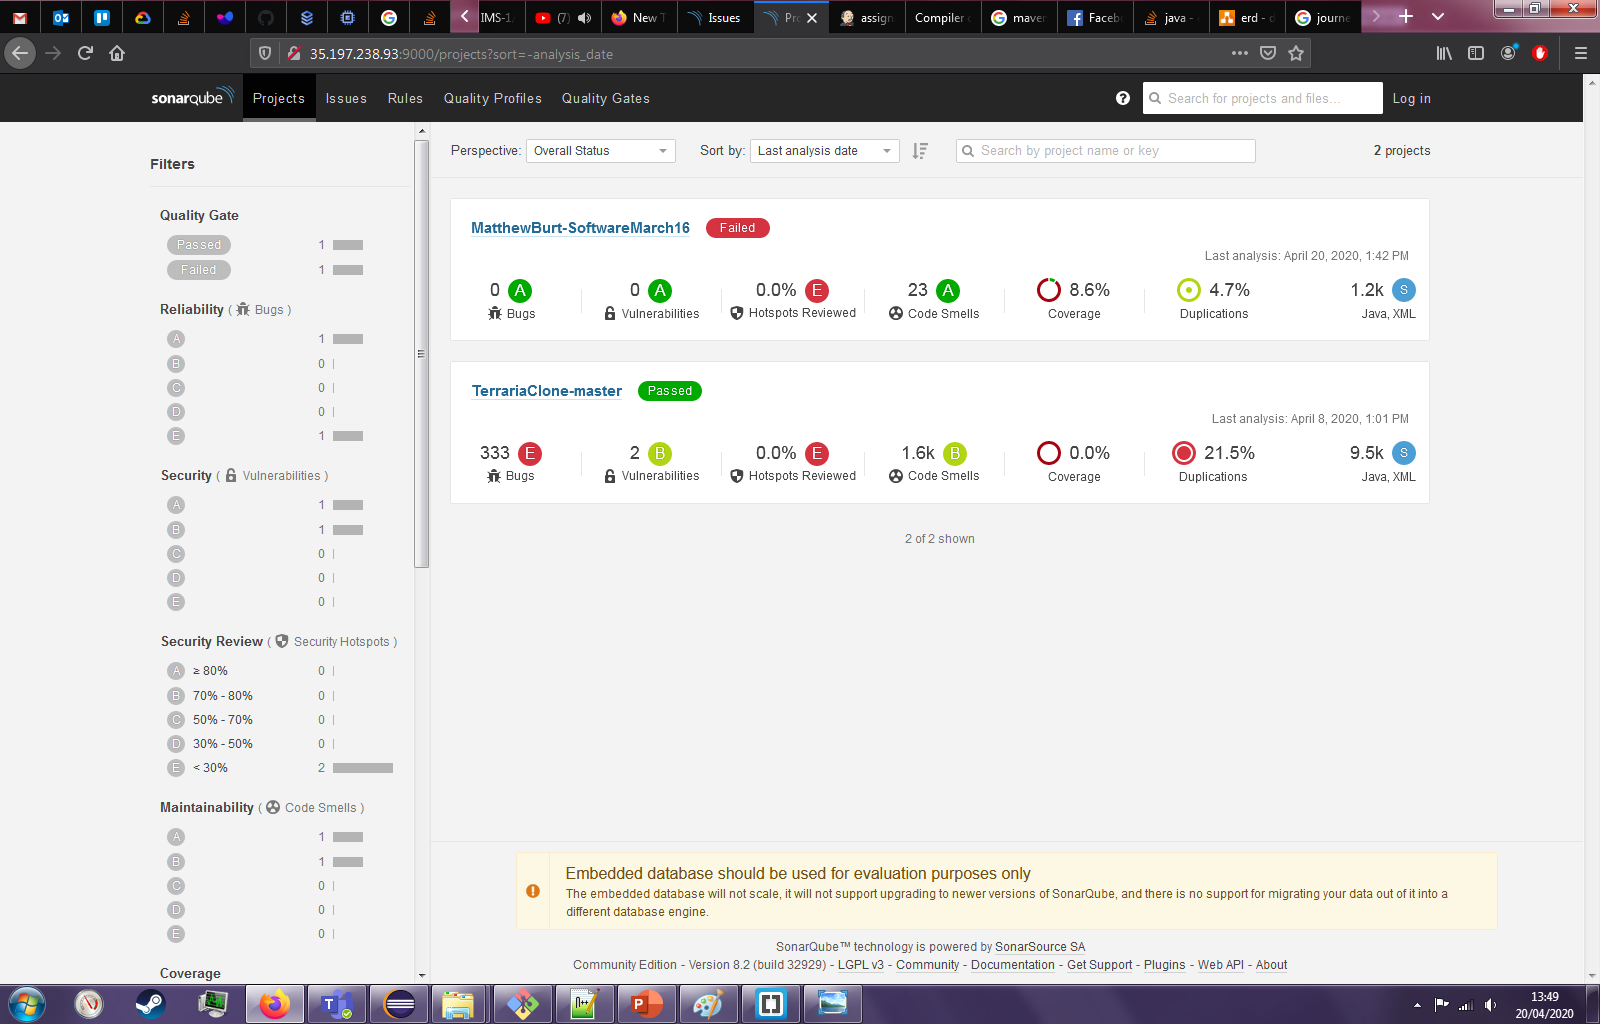 IMS-1
(7)
New T
Issues
Pro
assign
Compiler
maven
Faceb
java -
erd - d
journe
35.197.238.93:9000/projects?sort=-analysis_date
sonarqube Projects Issues Rules Quality Profiles Quality Gates
Search for projects and files...
Log in
Filters
Quality Gate
Passed 1
Failed 1
Reliability ( Bugs )
A 1
B 0
C 0
D 0
E 1
Security ( Vulnerabilities )
A 1
B 1
C 0
D 0
E 0
Security Review ( Security Hotspots )
A ≥ 80% 0
B 70% - 80% 0
C 50% - 70% 0
D 30% - 50% 0
E < 30% 2
Maintainability ( Code Smells )
A 1
B 1
C 0
D 0
E 0
Coverage
Perspective: Overall Status Sort by: Last analysis date Search by project name or key 2 projects
MatthewBurt-SoftwareMarch16 Failed
Last analysis: April 20, 2020, 1:42 PM
0 A 0 A 0.0% E 23 A 8.6% 4.7% 1.2k S
Bugs Vulnerabilities Hotspots Reviewed Code Smells Coverage Duplications Java, XML
TerrariaClone-master Passed
Last analysis: April 8, 2020, 1:01 PM
333 E 2 B 0.0% E 1.6k B 0.0% 21.5% 9.5k S
Bugs Vulnerabilities Hotspots Reviewed Code Smells Coverage Duplications Java, XML
2 of 2 shown
Embedded database should be used for evaluation purposes only
The embedded database will not scale, it will not support upgrading to newer versions of SonarQube, and there is no support for migrating your data out of it into a
different database engine.
SonarQube™ technology is powered by SonarSource SA
Community Edition - Version 8.2 (build 32929) - LGPL v3 - Community - Documentation - Get Support - Plugins - Web API - About
13:49
20/04/2020